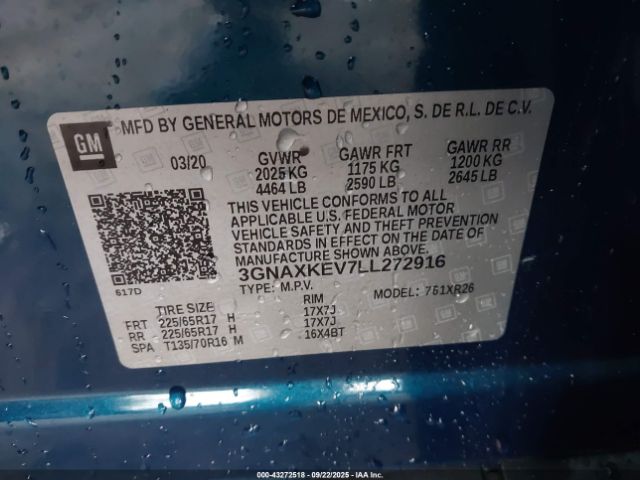 GM
MFD BY GENERAL MOTORS DE MEXICO, S. DE R.L. DE C.V.
03/20 GVWR GAWR FRT GAWR RR
2025 KG 1175 KG 1200 KG
4464 LB 2590 LB 2645 LB
THIS VEHICLE CONFORMS TO ALL
APPLICABLE U.S. FEDERAL MOTOR
VEHICLE SAFETY AND THEFT PREVENTION
STANDARDS IN EFFECT ON THE DATE OF
MANUFACTURE SHOWN ABOVE.
3GNAXKEV7LL272916
617D
TYPE: M.P.V. MODEL: 751XR26
TIRE SIZE RIM
FRT 225/65R17 H 17X7J
RR 225/65R17 H 17X7J
SPA T135/70R16 M 16X4BT
000-43272518 - 09/22/2025 - © IAA, Inc.